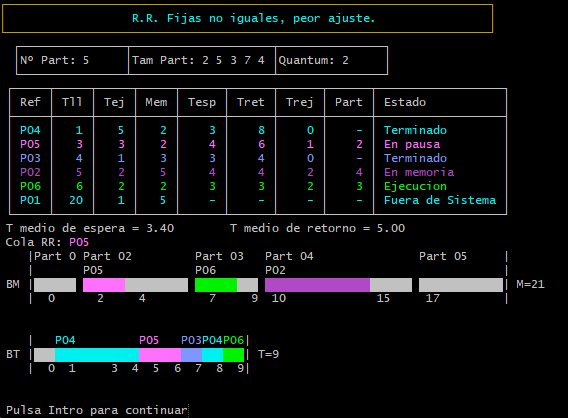 R.R. Fijas no iguales, peor ajuste.
Nº Part: 5 Tam Part: 2 5 3 7 4 Quantum: 2
Ref Tll Tej Mem Tesp Tret Trej Part Estado
P04 1 5 2 3 8 0 - Terminado
P05 3 3 2 4 6 1 2 En pausa
P03 4 1 3 3 4 0 - Terminado
P02 5 2 5 4 4 2 4 En memoria
P06 6 2 2 3 3 2 3 Ejecucion
P01 20 1 5 - - - - Fuera de Sistema
T medio de espera = 3.40 T medio de retorno = 5.00
Cola RR: P05
|Part 0 Part 02 Part 03 Part 04 Part 05 |
| P05 P06 P02 |
BM | | M=21
| 0 2 4 7 9 10 15 17 |
| P04 P05 P03P04P06|
BT | | T=9
| 0 1 3 4 5 6 7 8 9|
Pulsa Intro para continuar